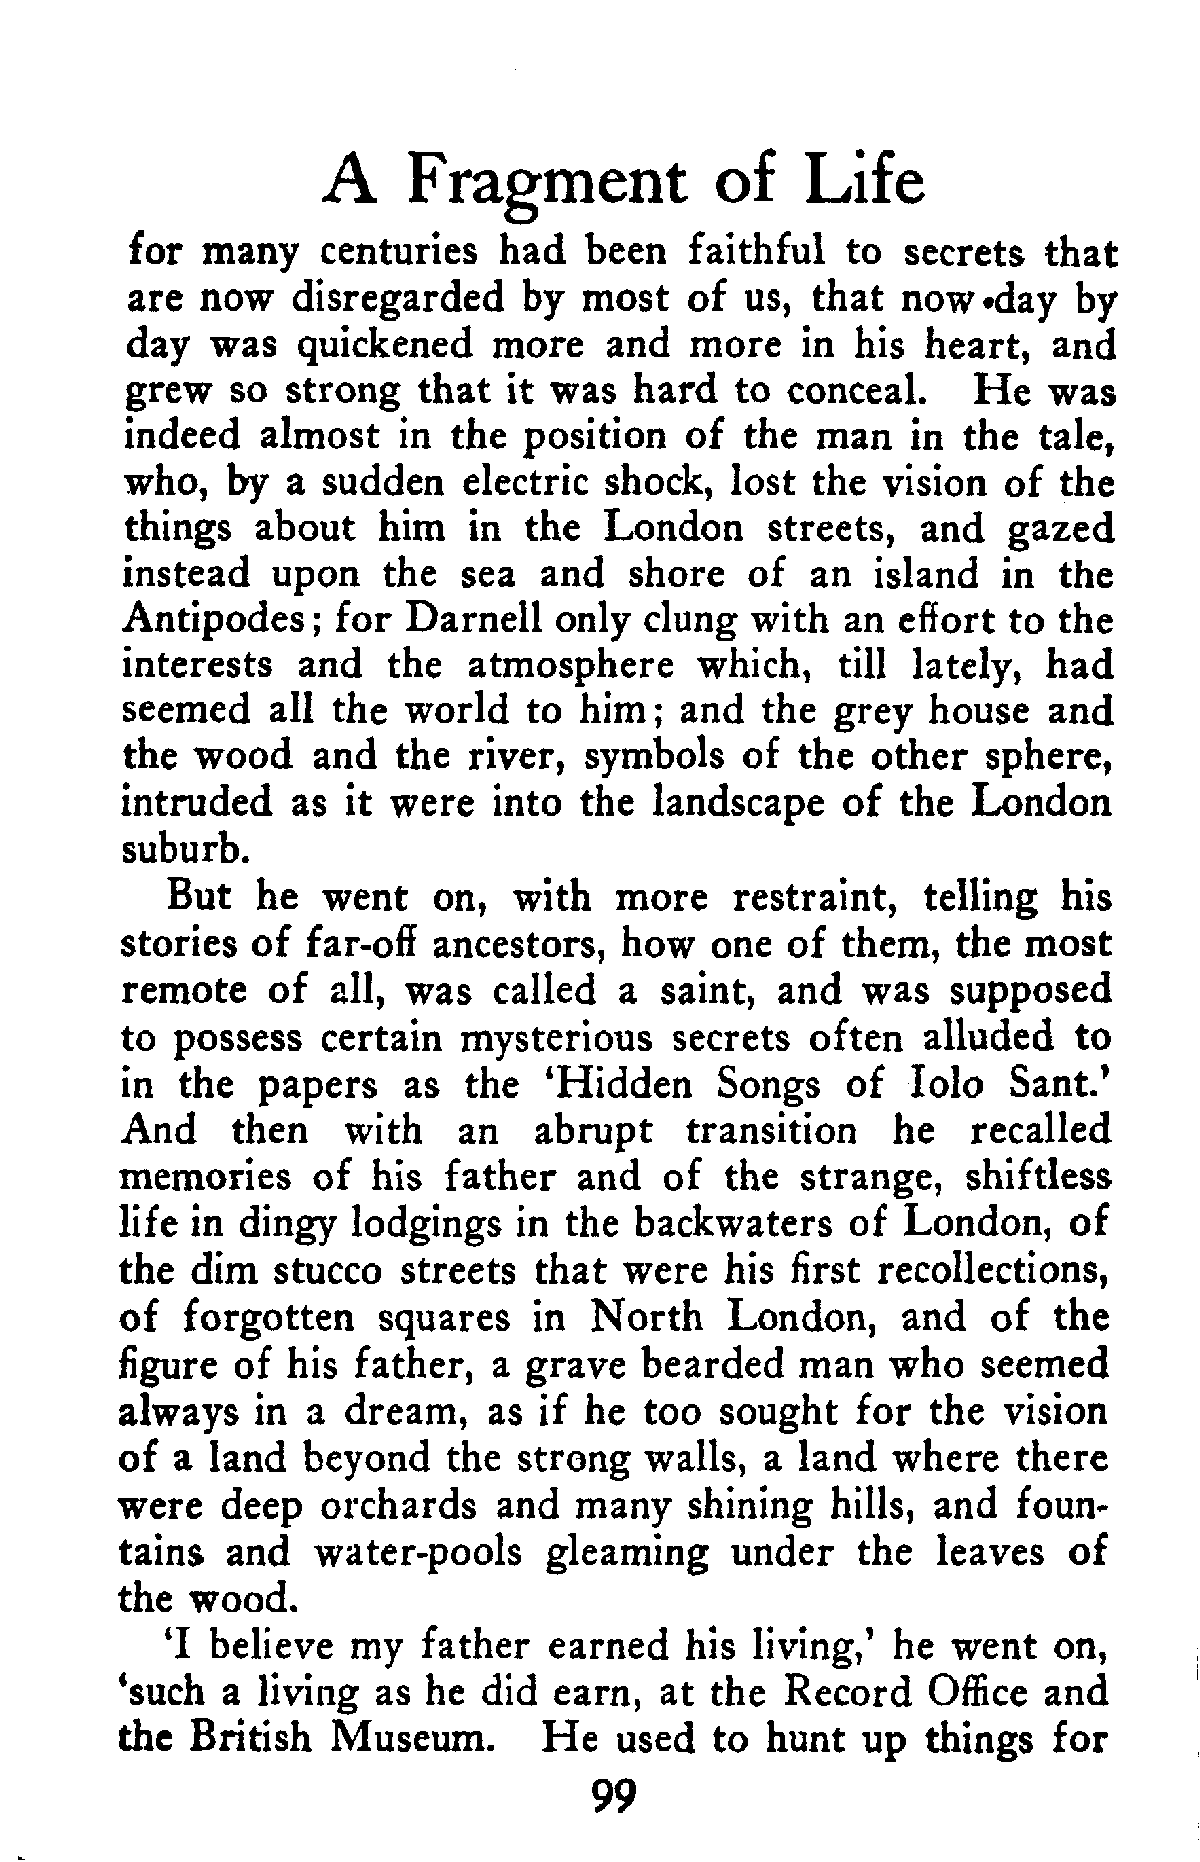 A Fragment of Life
for many centuries had been faithful to secrets that
are now disregarded by most of us, that now •day by
day was quickened more and more in his heart, and
grew so strong that it was hard to conceal. He was
indeed almost in the position of the man in the tale,
who, by a sudden electric shock, lost the vision of the
things about him in the London streets, and gazed
instead upon the sea and shore of an island in the
Antipodes; for Darnell only clung with an effort to the
interests and the atmosphere which, till lately, had
seemed all the world to him; and the grey house and
the wood and the river, symbols of the other sphere,
intruded as it were into the landscape of the London
suburb.
But he went on, with more restraint, telling his
stories of far-off ancestors, how one of them, the most
remote of all, was called a saint, and was supposed
to possess certain mysterious secrets often alluded to
in the papers as the ‘Hidden Songs of Iolo Sant.’
And then with an abrupt transition he recalled
memories of his father and of the strange, shiftless
life in dingy lodgings in the backwaters of London, of
the dim stucco streets that were his first recollections,
of forgotten squares in North London, and of the
figure of his father, a grave bearded man who seemed
always in a dream, as if he too sought for the vision
of a land beyond the strong walls, a land where there
were deep orchards and many shining hills, and foun-
tains and water-pools gleaming under the leaves of
the wood.
‘I believe my father earned his living,’ he went on,
‘such a living as he did earn, at the Record Office and
the British Museum. He used to hunt up things for
99